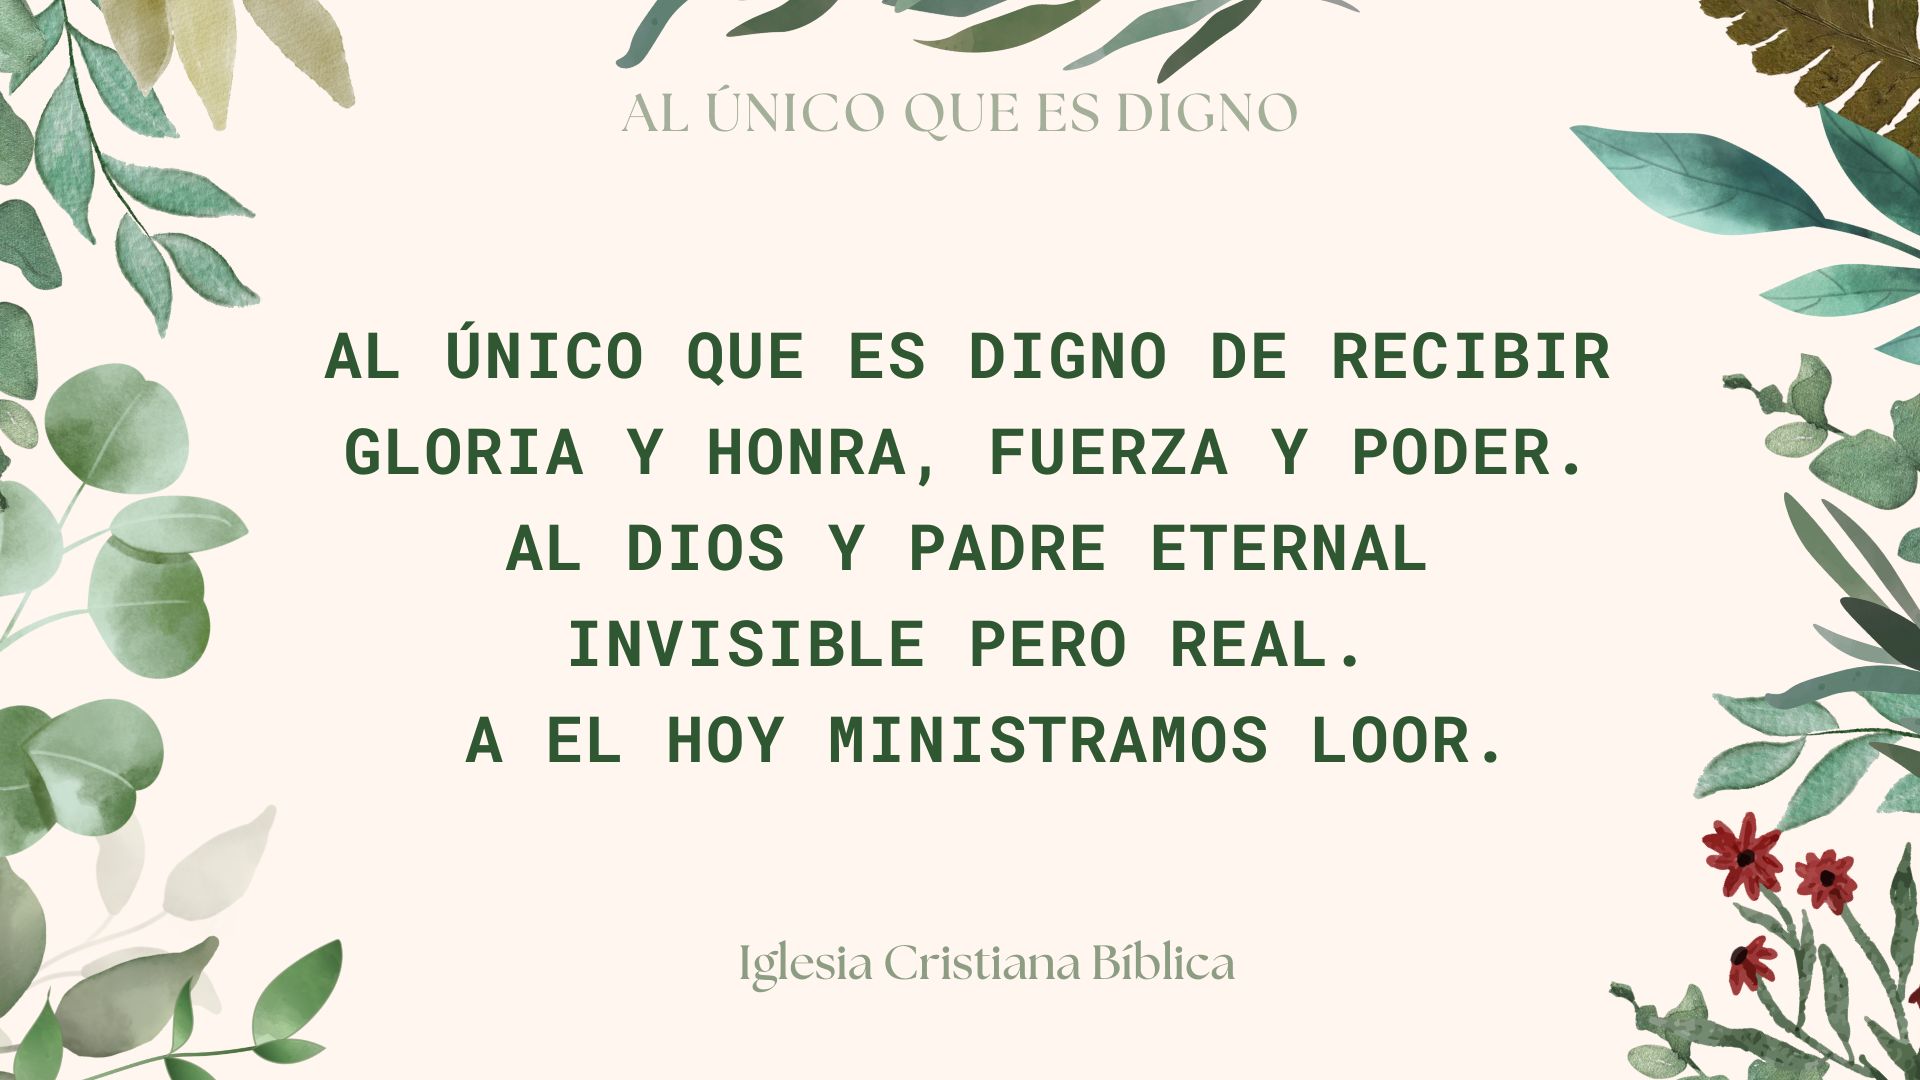 AL ÚNICO QUE ES DIGNO
AL ÚNICO QUE ES DIGNO DE RECIBIR
GLORIA Y HONRA, FUERZA Y PODER.
AL DIOS Y PADRE ETERNAL
INVISIBLE PERO REAL.
A EL HOY MINISTRAMOS LOOR.
Iglesia Cristiana Bíblica